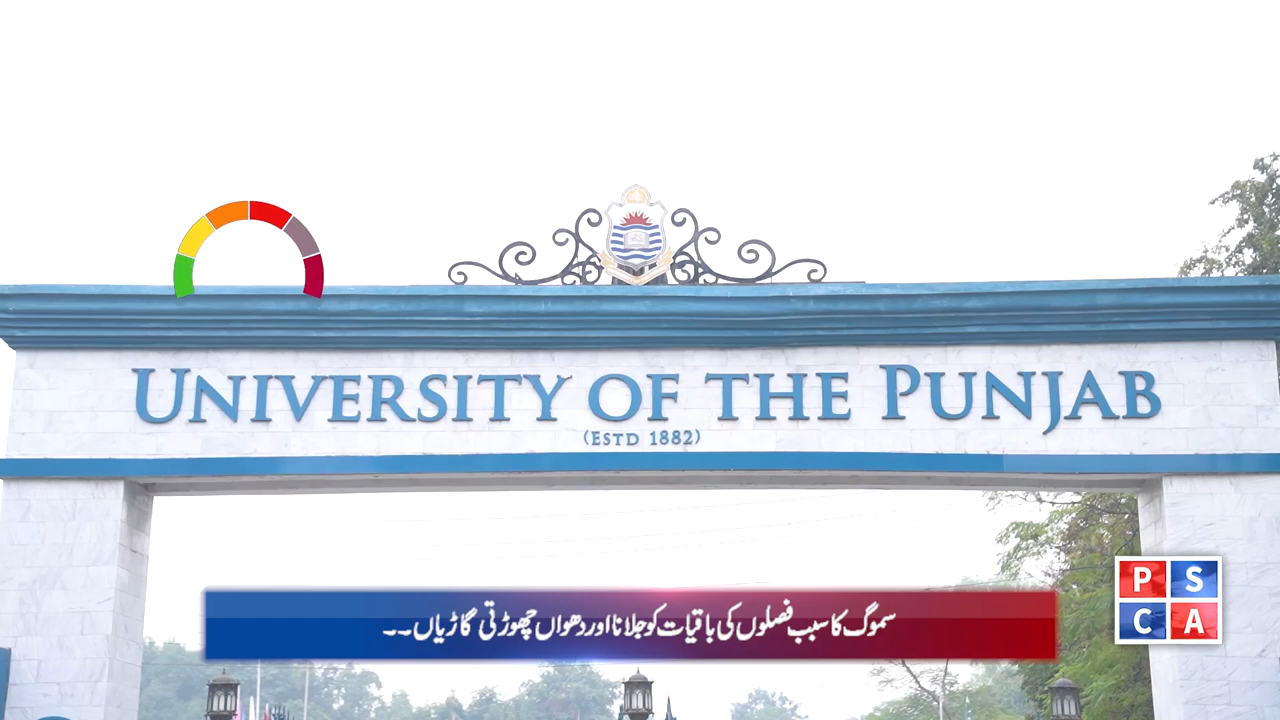 UNIVERSITY OF THE PUNJAB
(ESTD 1882)
سموگ کا سبب فصلوں کی باقیات کو جلانا اور دھواں چھوڑتی گاڑیاں۔۔
P S
C A